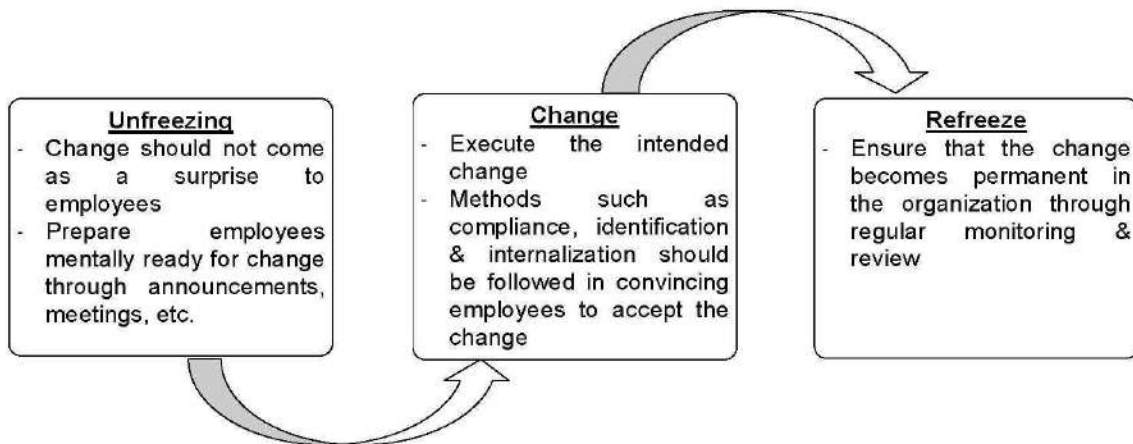 Unfreezing
- Change should not come
as a surprise to
employees
- Prepare employees
mentally ready for change
through announcements,
meetings, etc.
Change
- Execute the intended
change
- Methods such as
compliance, identification
& internalization should
be followed in convincing
employees to accept the
change
Refreeze
- Ensure that the change
becomes permanent in
the organization through
regular monitoring &
review